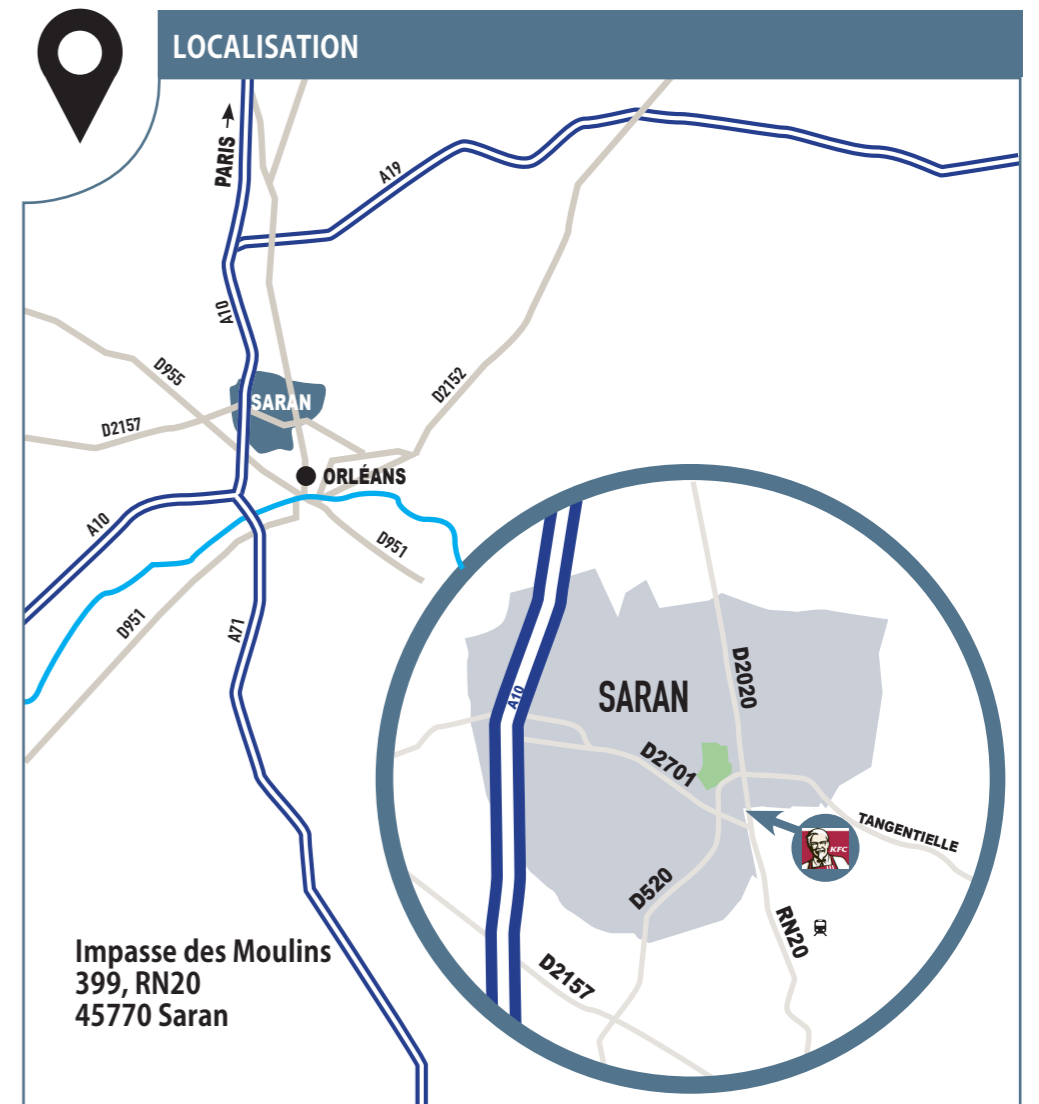 LOCALISATION
PARIS
A19
A10
D955
D2152
SARAN
D2157
ORLÉANS
A10
D951
D951
A71
A10
SARAN
D2020
D2701
TANGENTIELLE
KFC
D520
RN20
D2157
Impasse des Moulins
399, RN20
45770 Saran